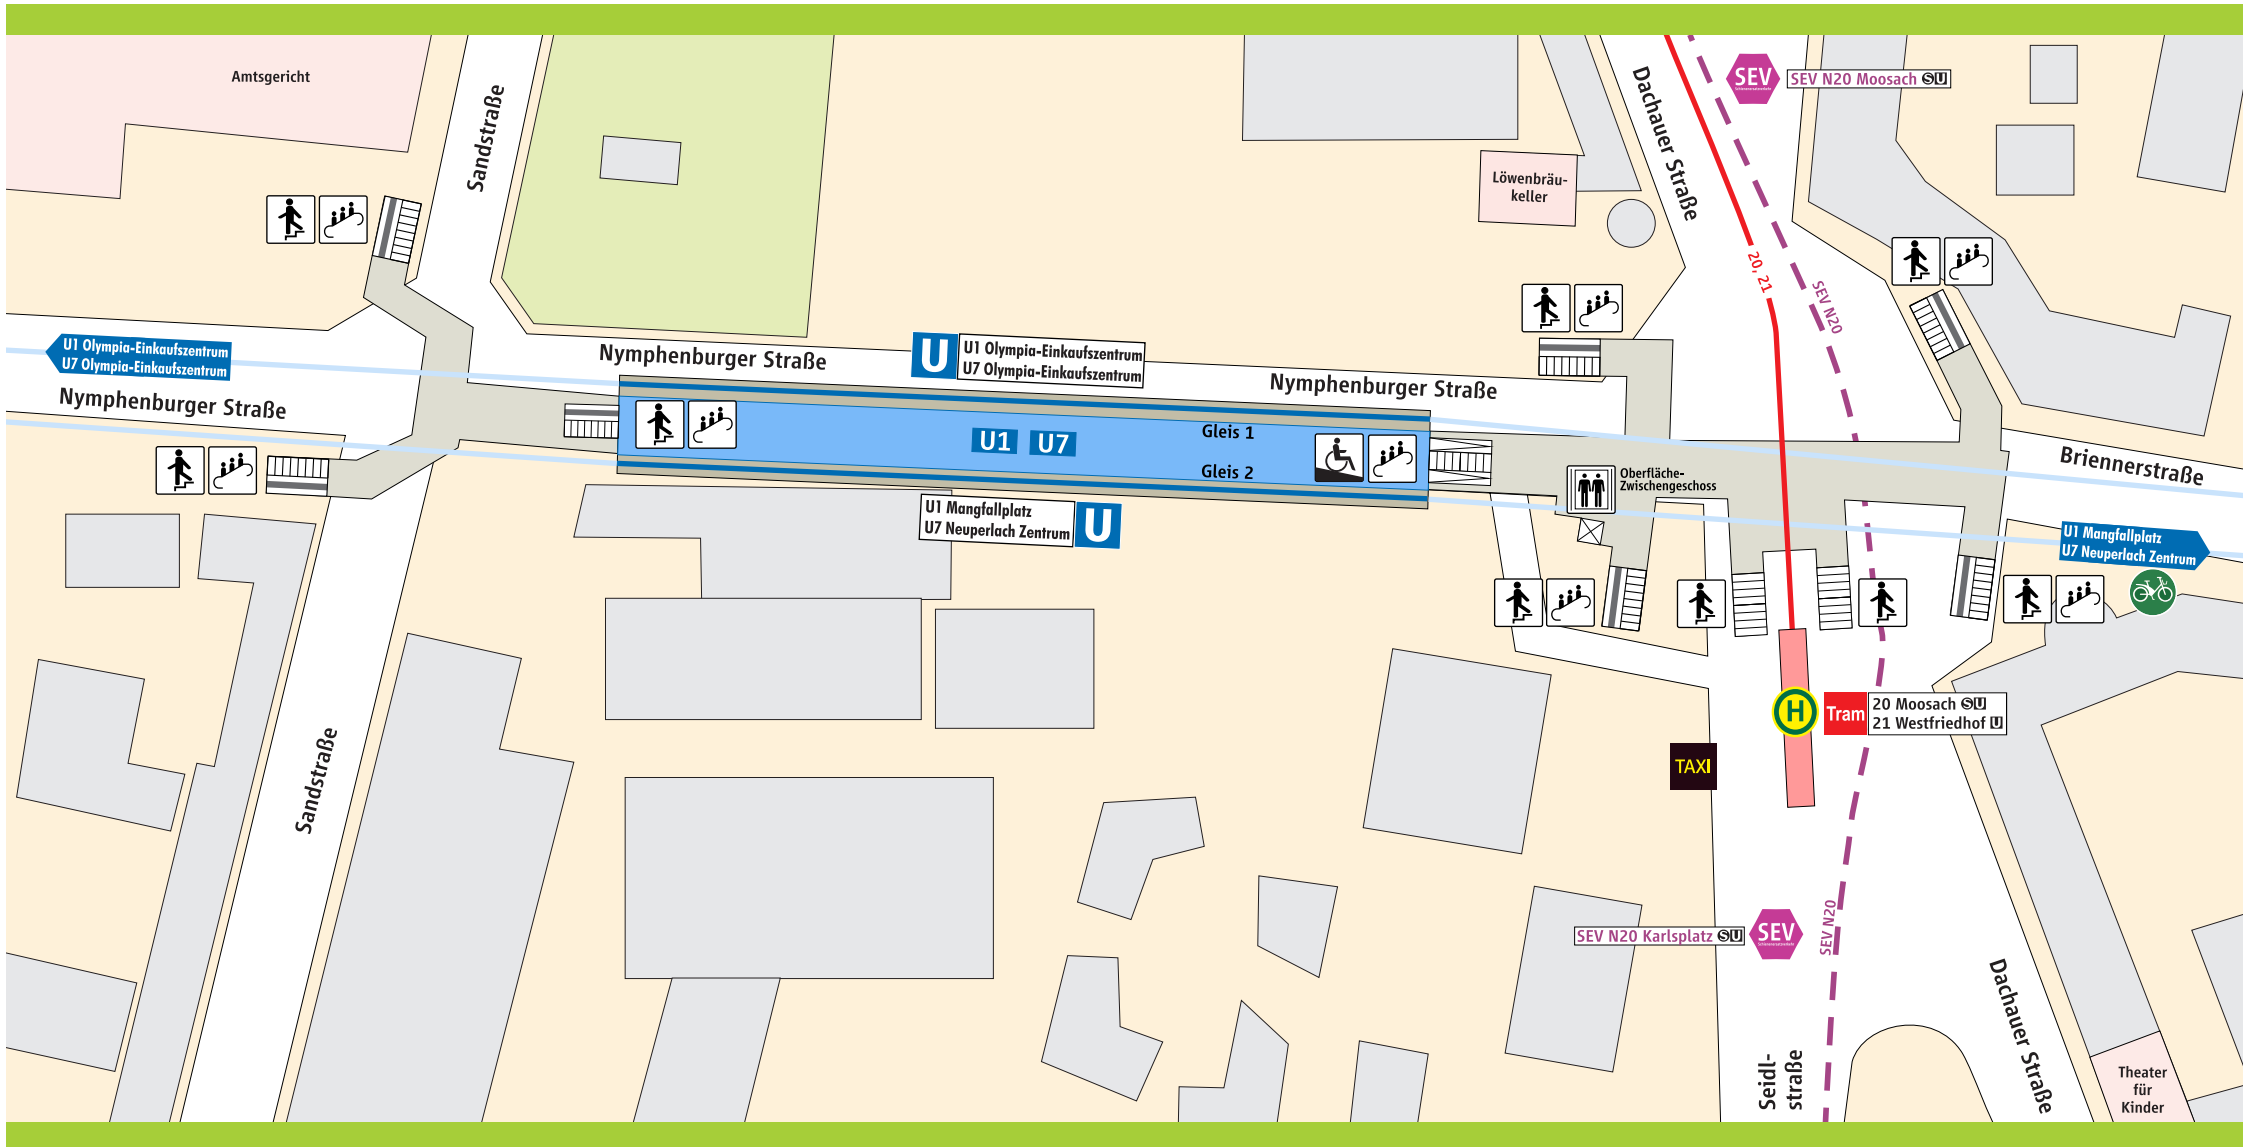 Amtsgericht
Sandstraße
Löwenbräu-
keller
Dachauer Straße
SEV
SEV N20 Moosach SU
20, 21
SEV N20
U1 Olympia-Einkaufszentrum
U7 Olympia-Einkaufszentrum
Nymphenburger Straße
Nymphenburger Straße
U
U1 Olympia-Einkaufszentrum
U7 Olympia-Einkaufszentrum
Nymphenburger Straße
U1 U7
Gleis 1
Gleis 2
U1 Mangfallplatz
U7 Neuperlach Zentrum
U
Oberfläche-
Zwischengeschoss
Briennerstraße
U1 Mangfallplatz
U7 Neuperlach Zentrum
H
Tram
20 Moosach SU
21 Westfriedhof U
TAXI
Sandstraße
SEV N20 Karlsplatz SU
SEV
SEV N20
Seidl-
straße
Dachauer Straße
Theater
für
Kinder